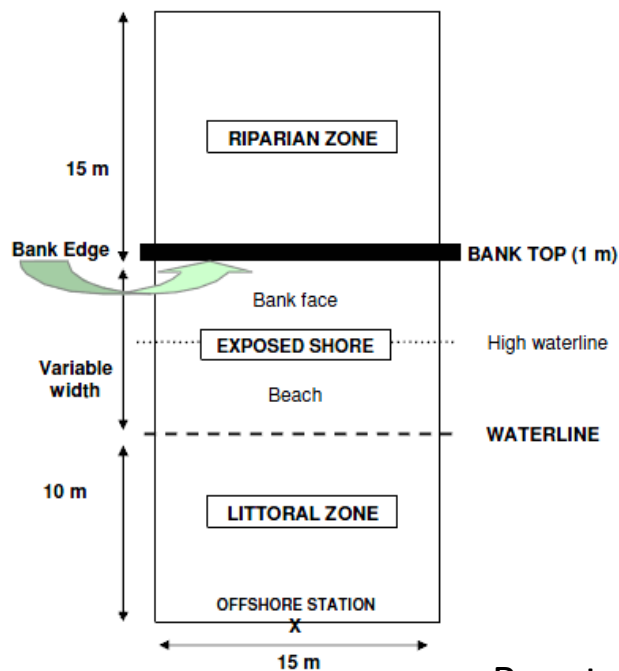 RIPARIAN ZONE
15 m
Bank Edge
BANK TOP (1 m)
Bank face
EXPOSED SHORE
High waterline
Variable
width
Beach
WATERLINE
10 m
LITTORAL ZONE
OFFSHORE STATION
X
15 m